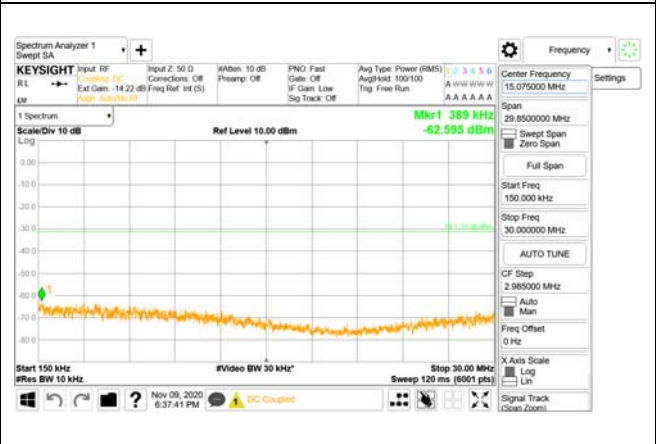 Spectrum Analyzer 1
Swept SA
+
Frequency
KEYSIGHT
Input: RF
Coupling: DC
Ext Gain: -14.22 dB
Align: Auto/No RF
Input Z: 50 Ω
Corrections: Off
Freq Ref: Int (S)
#Atten: 10 dB
Preamp: Off
PNO: Fast
Gate: Off
IF Gain: Low
Sig Track: Off
Avg Type: Power (RMS)
Avg|Hold: 100/100
Trig: Free Run
1 2 3 4 5 6
A W W W W W
A A A A A A
RL
1 Spectrum
Mkr1 389 kHz
Scale/Div 10 dB
Ref Level 10.00 dBm
-62.595 dBm
Log
0.00
-10.0
-20.0
-30.0
-40.0
-50.0
-60.0
-70.0
-80.0
1
Start 150 kHz
#Video BW 30 kHz*
Stop 30.00 MHz
#Res BW 10 kHz
Sweep 120 ms (6001 pts)
? Nov 09, 2020
6:37:41 PM
1
DC Coupled
Center Frequency
15.075000 MHz
Settings
Span
29.8500000 MHz
Swept Span
Zero Span
Full Span
Start Freq
150.000 kHz
Stop Freq
30.000000 MHz
AUTO TUNE
CF Step
2.985000 MHz
Auto
Man
Freq Offset
0 Hz
X Axis Scale
Log
Lin
Signal Track
(Span Zoom)